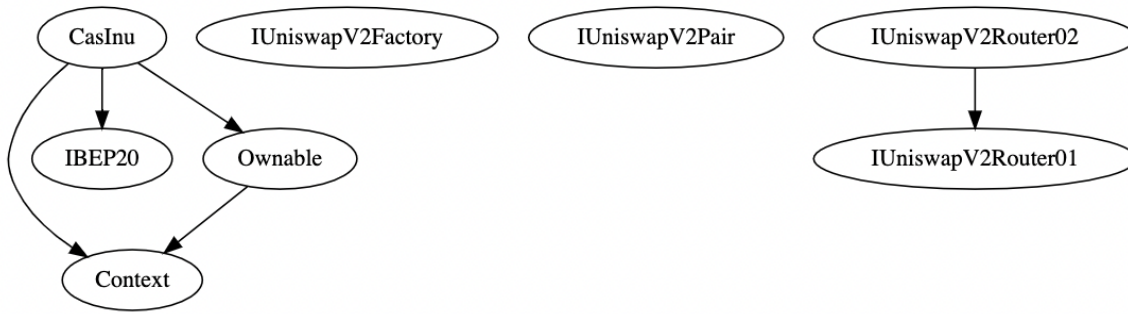 CasInu
IUniswapV2Factory
IUniswapV2Pair
IUniswapV2Router02
IBEP20
Ownable
IUniswapV2Router01
Context